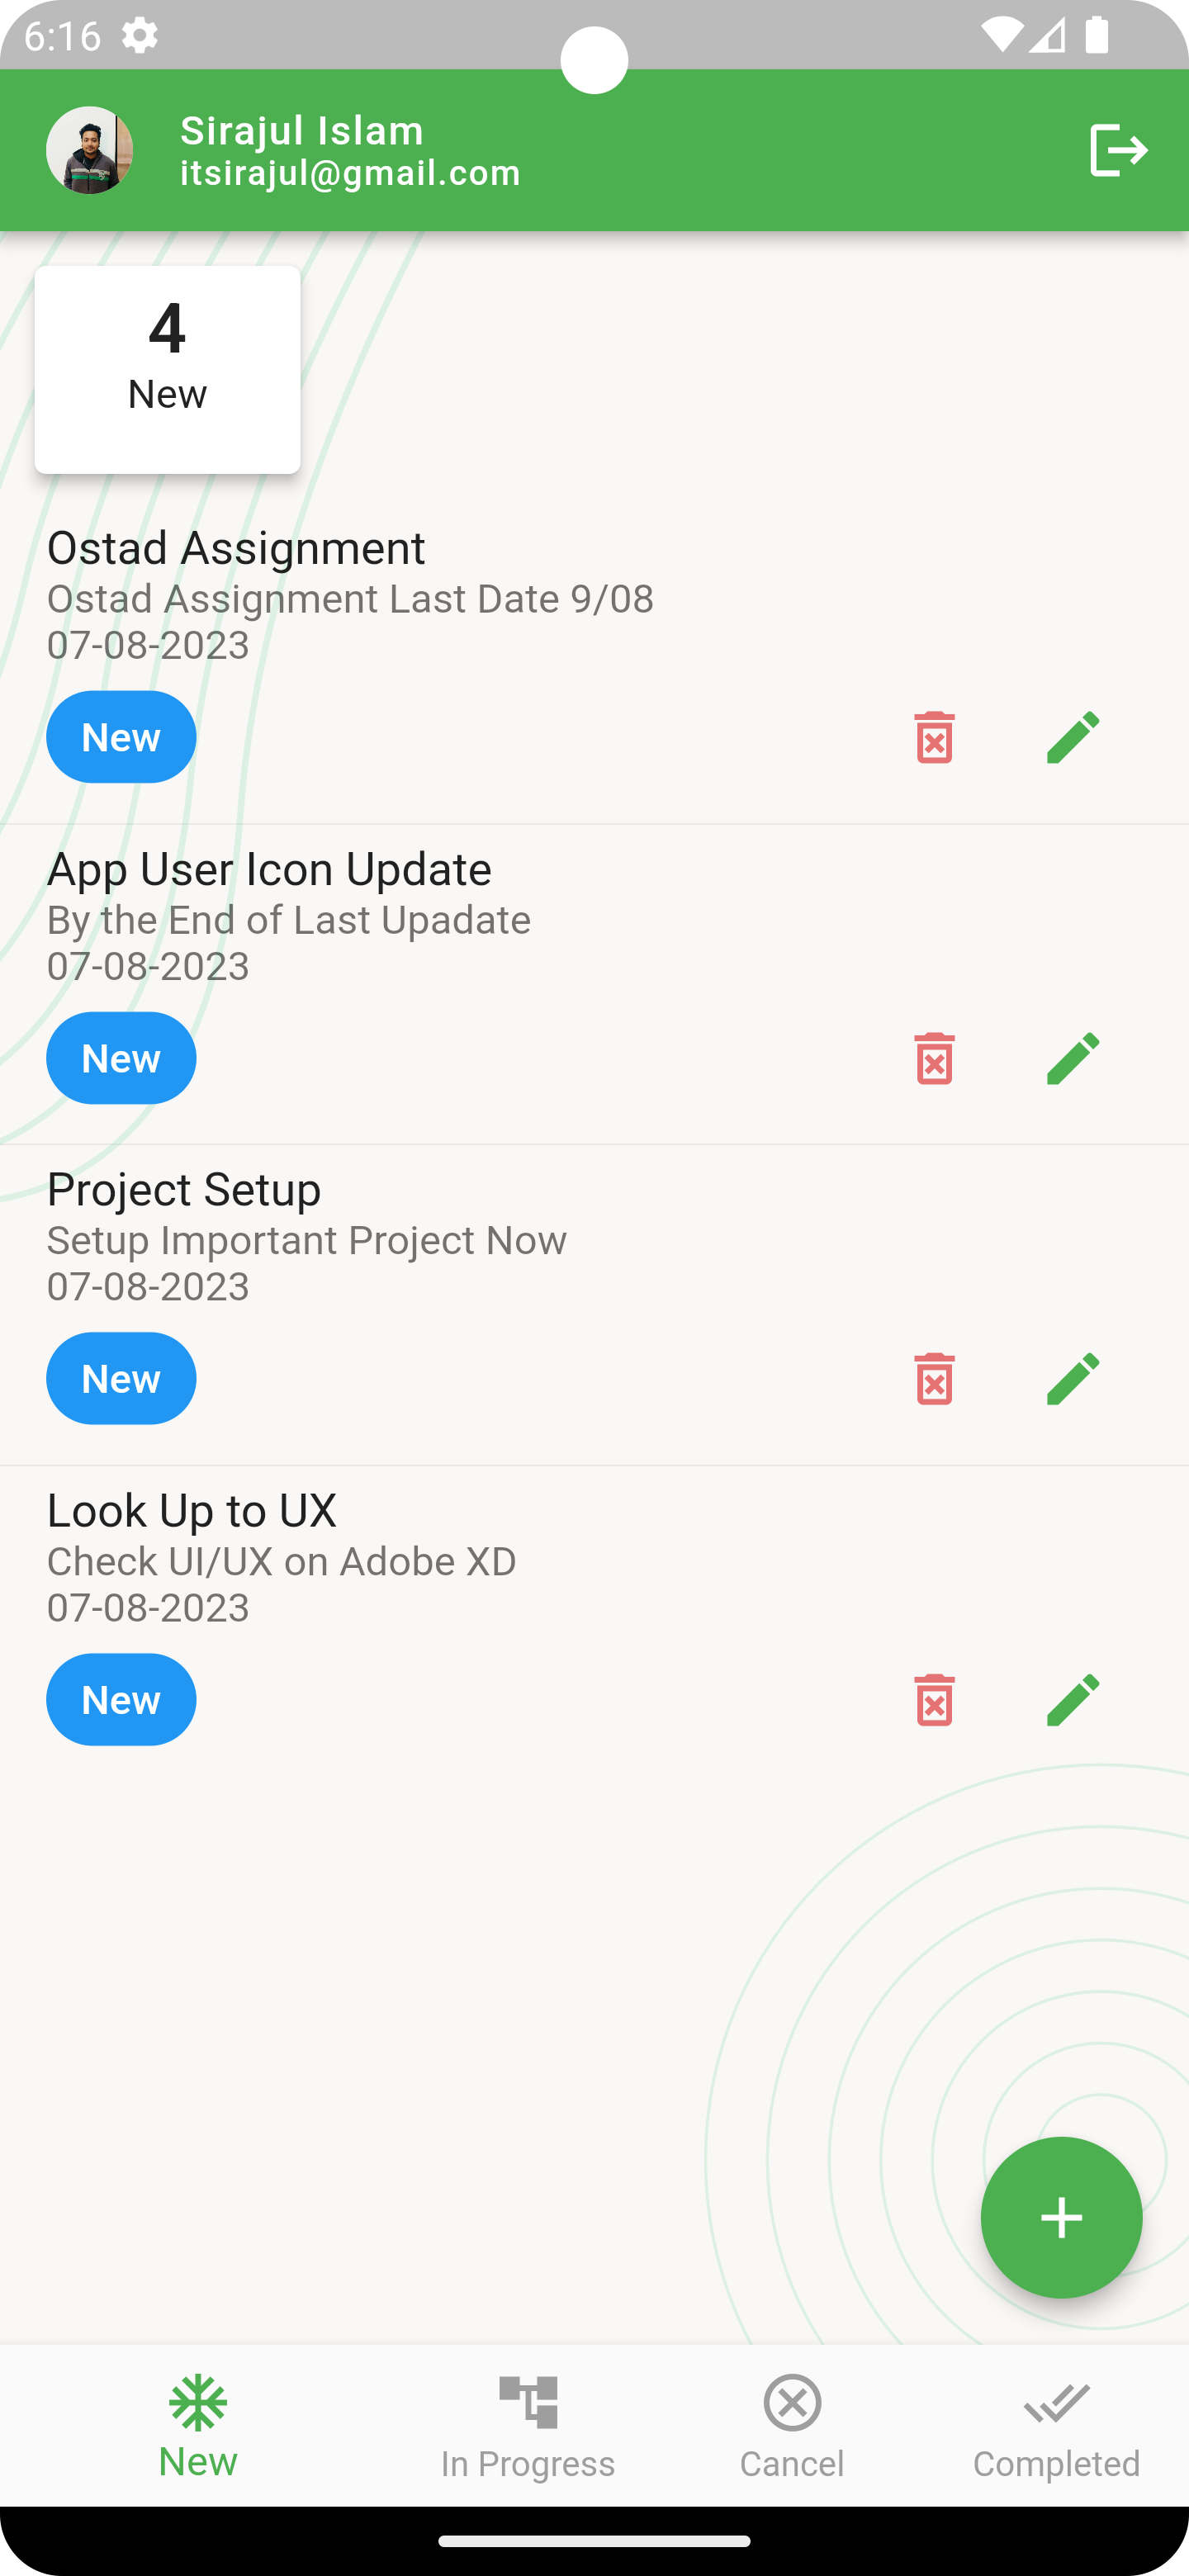 6:16
Sirajul Islam
itsirajul@gmail.com
4
New
Ostad Assignment
Ostad Assignment Last Date 9/08
07-08-2023
New
App User Icon Update
By the End of Last Upadate
07-08-2023
New
Project Setup
Setup Important Project Now
07-08-2023
New
Look Up to UX
Check UI/UX on Adobe XD
07-08-2023
New
New
In Progress
Cancel
Completed